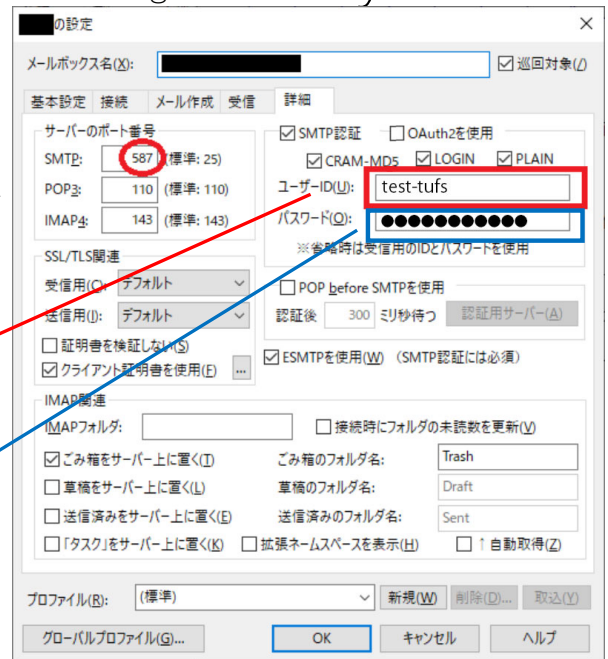 の設定
メールボックス名(X): 巡回対象(/)
基本設定 接続 メール作成 受信 詳細
サーバーのポート番号
SMTP: 587 (標準: 25)
POP3: 110 (標準: 110)
IMAP4: 143 (標準: 143)
SMTP認証 OAuth2を使用
CRAM-MD5 LOGIN PLAIN
ユーザーID(U): test-tufs
パスワード(O): ●●●●●●●●●●●
※省略時は受信用のIDとパスワードを使用
SSL/TLS関連
受信用(C): デフォルト
送信用(I): デフォルト
証明書を検証しない(S)
クライアント証明書を使用(F) ...
POP before SMTPを使用
認証後 300 ミリ秒待つ 認証用サーバー(A)
ESMTPを使用(W) (SMTP認証には必須)
IMAP関連
IMAPフォルダ: 接続時にフォルダの未読数を更新(V)
ごみ箱をサーバー上に置く(T) ごみ箱のフォルダ名: Trash
草稿をサーバー上に置く(L) 草稿のフォルダ名: Draft
送信済みをサーバー上に置く(E) 送信済みのフォルダ名: Sent
「タスク」をサーバー上に置く(K) 拡張ネームスペースを表示(H) ↑自動取得(Z)
プロファイル(R): (標準) 新規(W) 削除(D)... 取込(Y)
グローバルプロファイル(G)... OK キャンセル ヘルプ